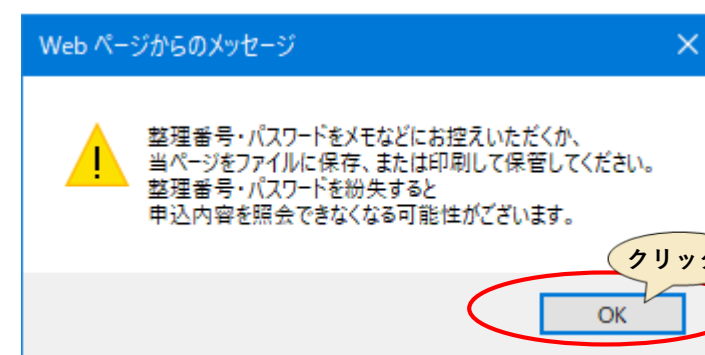 Web ページからのメッセージ
整理番号・パスワードをメモなどにお控えいただくか、
当ページをファイルに保存、または印刷して保管してください。
整理番号・パスワードを紛失すると
申込内容を照会できなくなる可能性がございます。
クリッ
OK